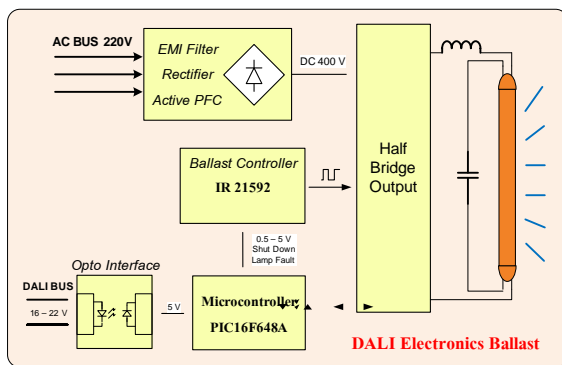 AC BUS 220V
EMI Filter
Rectifier
Active PFC
DC 400 V
Ballast Controller
IR 21592
Half
Bridge
Output
0.5 – 5 V
Shut Down
Lamp Fault
Opto Interface
DALI BUS
16 – 22 V
5 V
Microcontroller
PIC16F648A
DALI Electronics Ballast